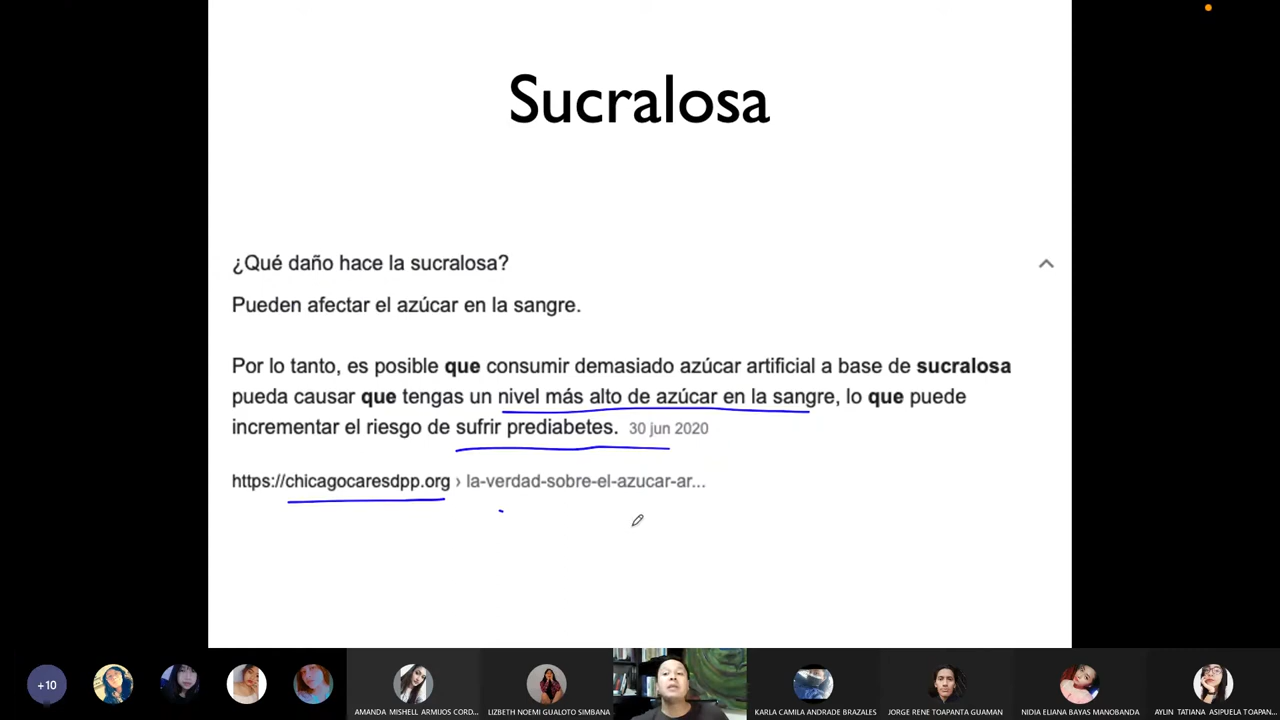 Sucralosa
¿Qué daño hace la sucralosa?
Pueden afectar el azúcar en la sangre.
Por lo tanto, es posible que consumir demasiado azúcar artificial a base de sucralosa
pueda causar que tengas un nivel más alto de azúcar en la sangre, lo que puede
incrementar el riesgo de sufrir prediabetes. 30 jun 2020
https://chicagocaresdpp.org › la-verdad-sobre-el-azucar-ar...
+10
AMANDA MISHELL ARMIJOS CORD...
LIZBETH NOEMI GUALOTO SIMBANA
KARLA CAMILA ANDRADE BRAZALES
JORGE RENE TOAPANTA GUAMAN
NIDIA ELIANA BAYAS MANOBANDA
AYLIN TATIANA ASIPUELA TOAPAN...